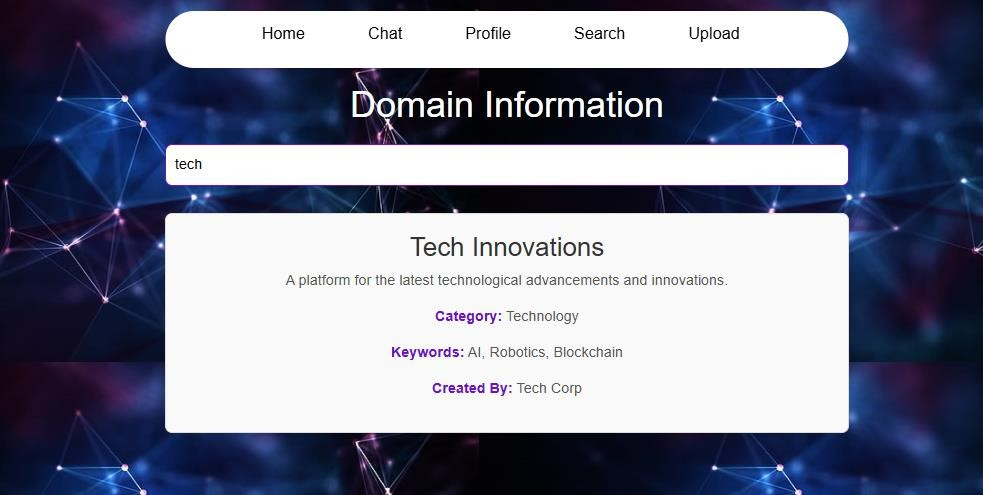 Home Chat Profile Search Upload
Domain Information
tech
Tech Innovations
A platform for the latest technological advancements and innovations.
Category: Technology
Keywords: AI, Robotics, Blockchain
Created By: Tech Corp